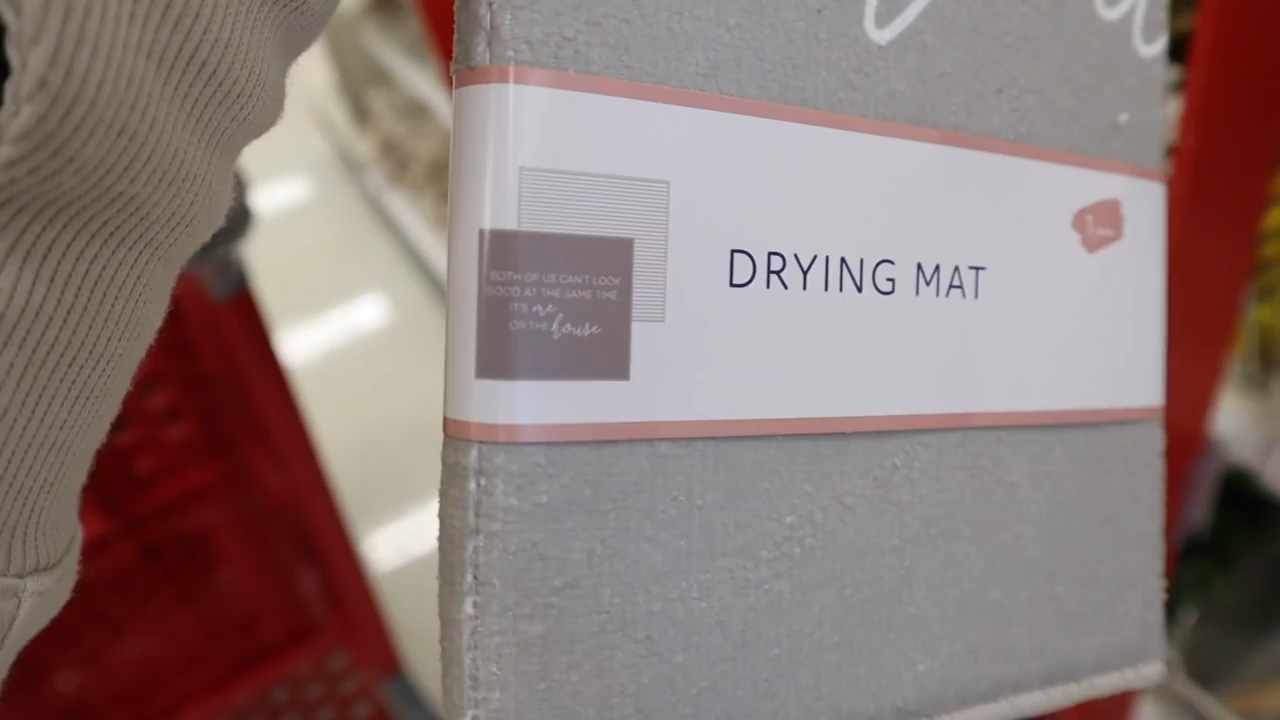 BOTH OF US CAN'T LOOK
GOOD AT THE SAME TIME
IT'S me
OR THE house
DRYING MAT